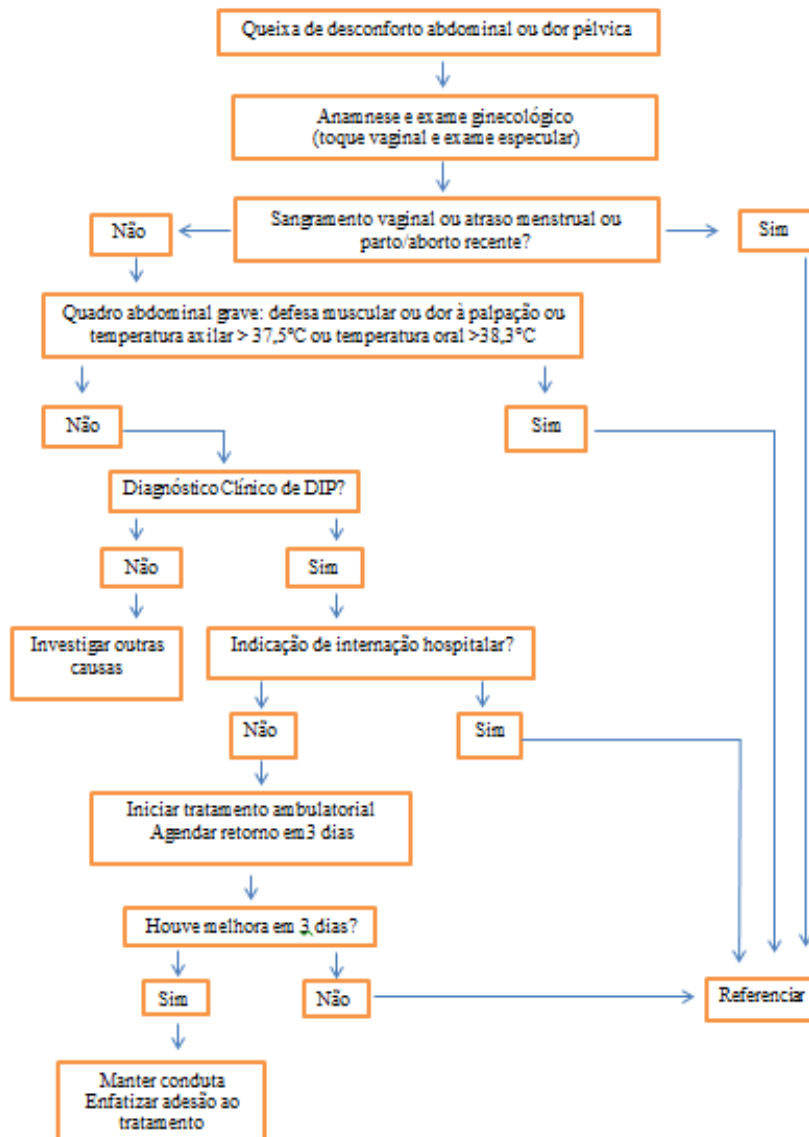 Queixa de desconforto abdominal ou dor pélvica
Anamnese e exame ginecológico
(toque vaginal e exame especular)
Não
Sangramento vaginal ou atraso menstrual ou
parto/aborto recente?
Sim
Quadro abdominal grave: defesa muscular ou dor à palpação ou
temperatura axilar > 37,5°C ou temperatura oral >38,3°C
Não
Sim
Diagnóstico Clínico de DIP?
Não
Sim
Investigar outras
causas
Indicação de internação hospitalar?
Não
Sim
Iniciar tratamento ambulatorial
Agendar retorno em 3 dias
Houve melhora em 3 dias?
Sim
Não
Referenciar
Manter conduta
Enfatizar adesão ao
tratamento